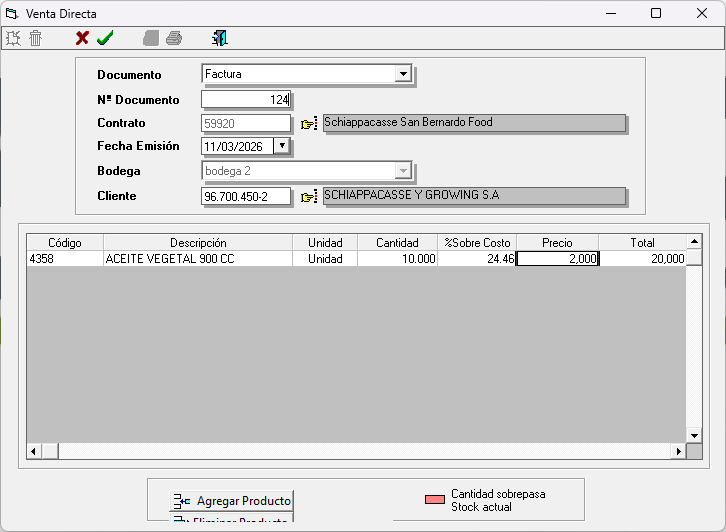 Venta Directa
Documento Factura
Nº Documento 124
Contrato 59920 Schiappacasse San Bernardo Food
Fecha Emisión 11/03/2026
Bodega bodega 2
Cliente 96.700.450-2 SCHIAPPACASSE Y GROWING S.A
Código Descripción Unidad Cantidad %Sobre Costo Precio Total
4358 ACEITE VEGETAL 900 CC Unidad 10.000 24.46 2,000 20,000
Agregar Producto
Eliminar Producto
Cantidad sobrepasa
Stock actual